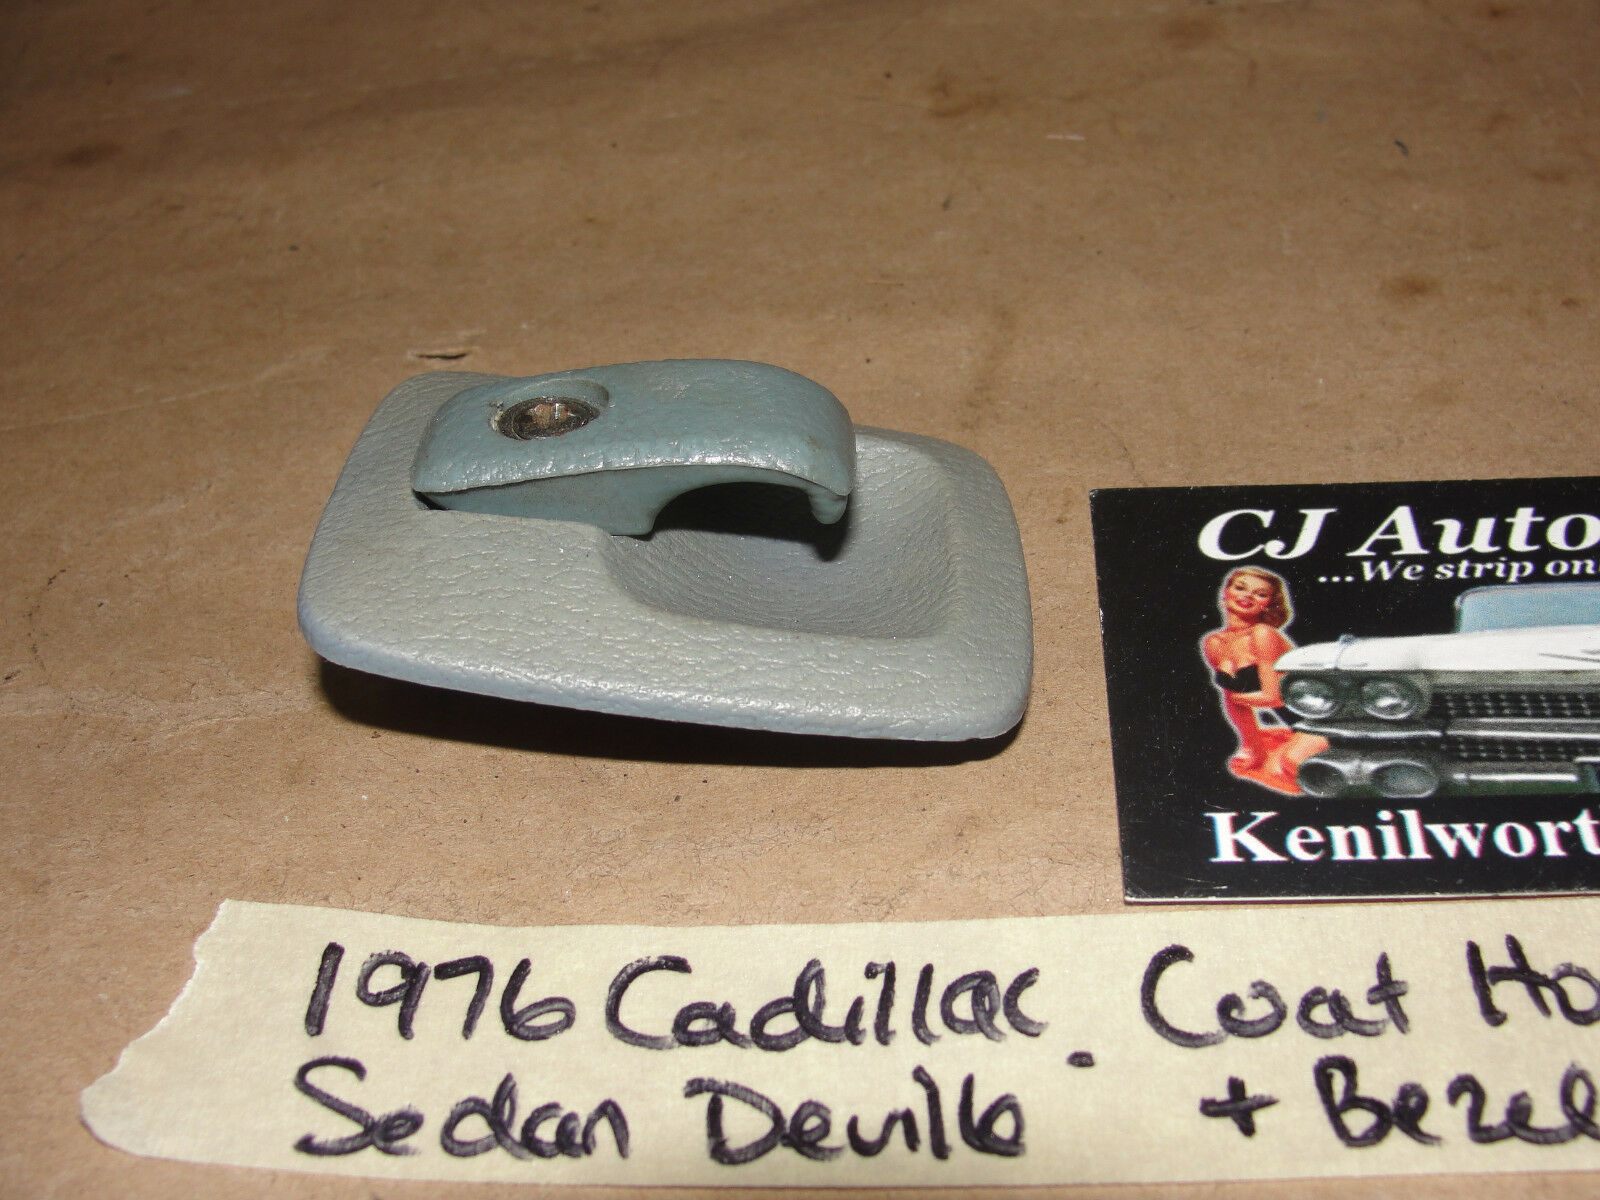 CJ Auto
...We strip on
Kenilwort
1976 Cadillac Coat Ho
Sedan Deville + Bezel